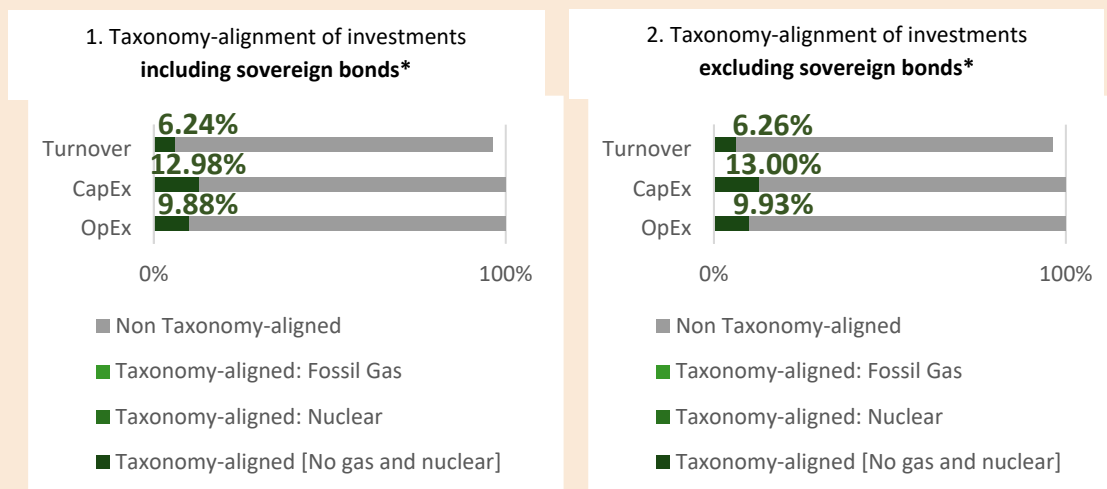 1. Taxonomy-alignment of investments
including sovereign bonds*
6.24%
Turnover
12.98%
CapEx
9.88%
OpEx
0%
100%
Non Taxonomy-aligned
Taxonomy-aligned: Fossil Gas
Taxonomy-aligned: Nuclear
Taxonomy-aligned [No gas and nuclear]
2. Taxonomy-alignment of investments
excluding sovereign bonds*
6.26%
Turnover
13.00%
CapEx
9.93%
OpEx
0%
100%
Non Taxonomy-aligned
Taxonomy-aligned: Fossil Gas
Taxonomy-aligned: Nuclear
Taxonomy-aligned [No gas and nuclear]